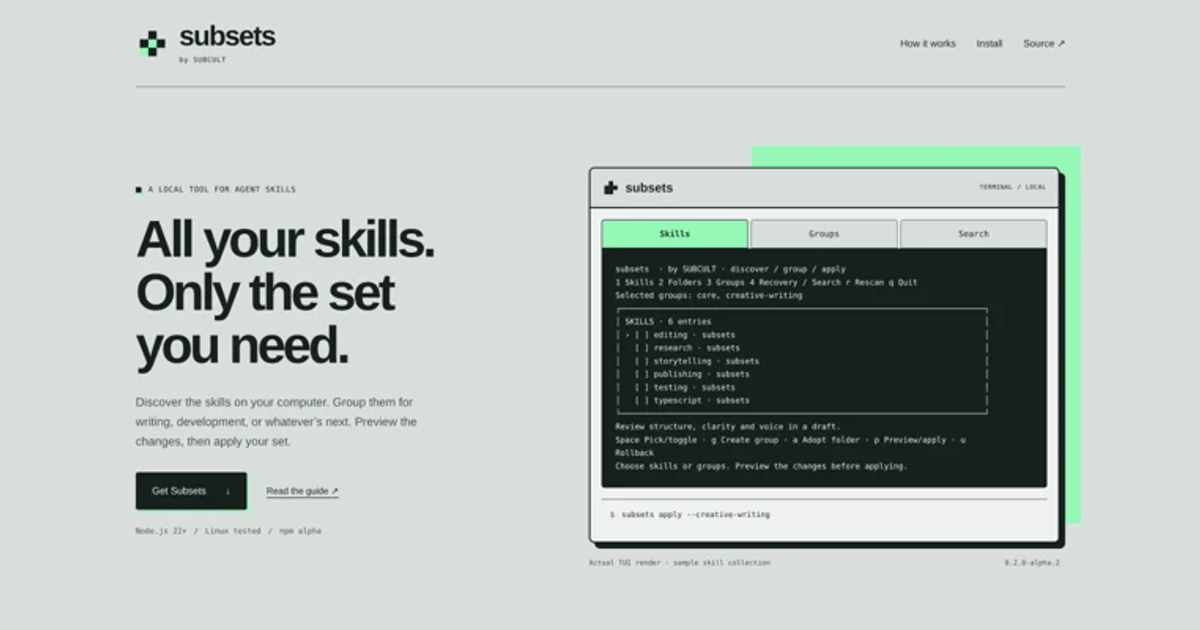 subsets
by SUBCULT
How it works
Install
Source ↗
A LOCAL TOOL FOR AGENT SKILLS
All your skills.
Only the set
you need.
Discover the skills on your computer. Group them for
writing, development, or whatever's next. Preview the
changes, then apply your set.
Get Subsets ↓
Read the guide ↗
Node.js 22+ / Linux tested / npm alpha
subsets
TERMINAL / LOCAL
Skills
Groups
Search
subsets · by SUBCULT · discover / group / apply
1 Skills 2 Folders 3 Groups 4 Recovery / Search r Rescan q Quit
Selected groups: core, creative-writing
SKILLS · 6 entries
› [ ] editing · subsets
[ ] research · subsets
[ ] storytelling · subsets
[ ] publishing · subsets
[ ] testing · subsets
[ ] typescript · subsets
Review structure, clarity and voice in a draft.
Space Pick/toggle · g Create group · a Adopt folder · p Preview/apply · u
Rollback
Choose skills or groups. Preview the changes before applying.
$ subsets apply --creative-writing
Actual TUI render · sample skill collection
0.2.0-alpha.2